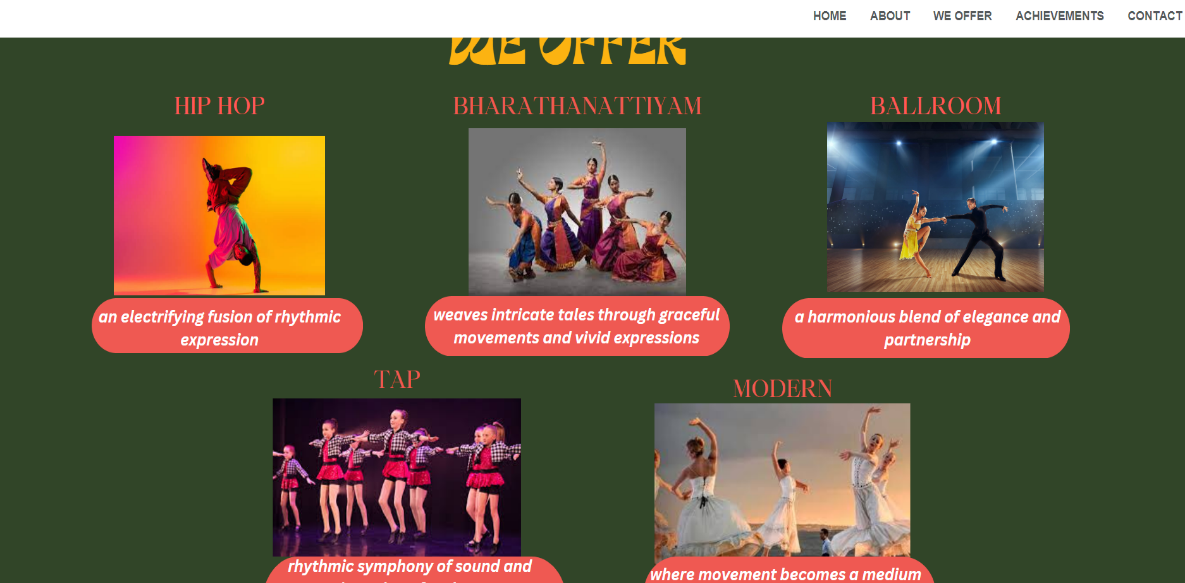 HOME ABOUT WE OFFER ACHIEVEMENTS CONTACT
WE OFFER
HIP HOP
BHARATHANATTIYAM
BALLROOM
an electrifying fusion of rhythmic
expression
weaves intricate tales through graceful
movements and vivid expressions
a harmonious blend of elegance and
partnership
TAP
MODERN
rhythmic symphony of sound and
where movement becomes a medium